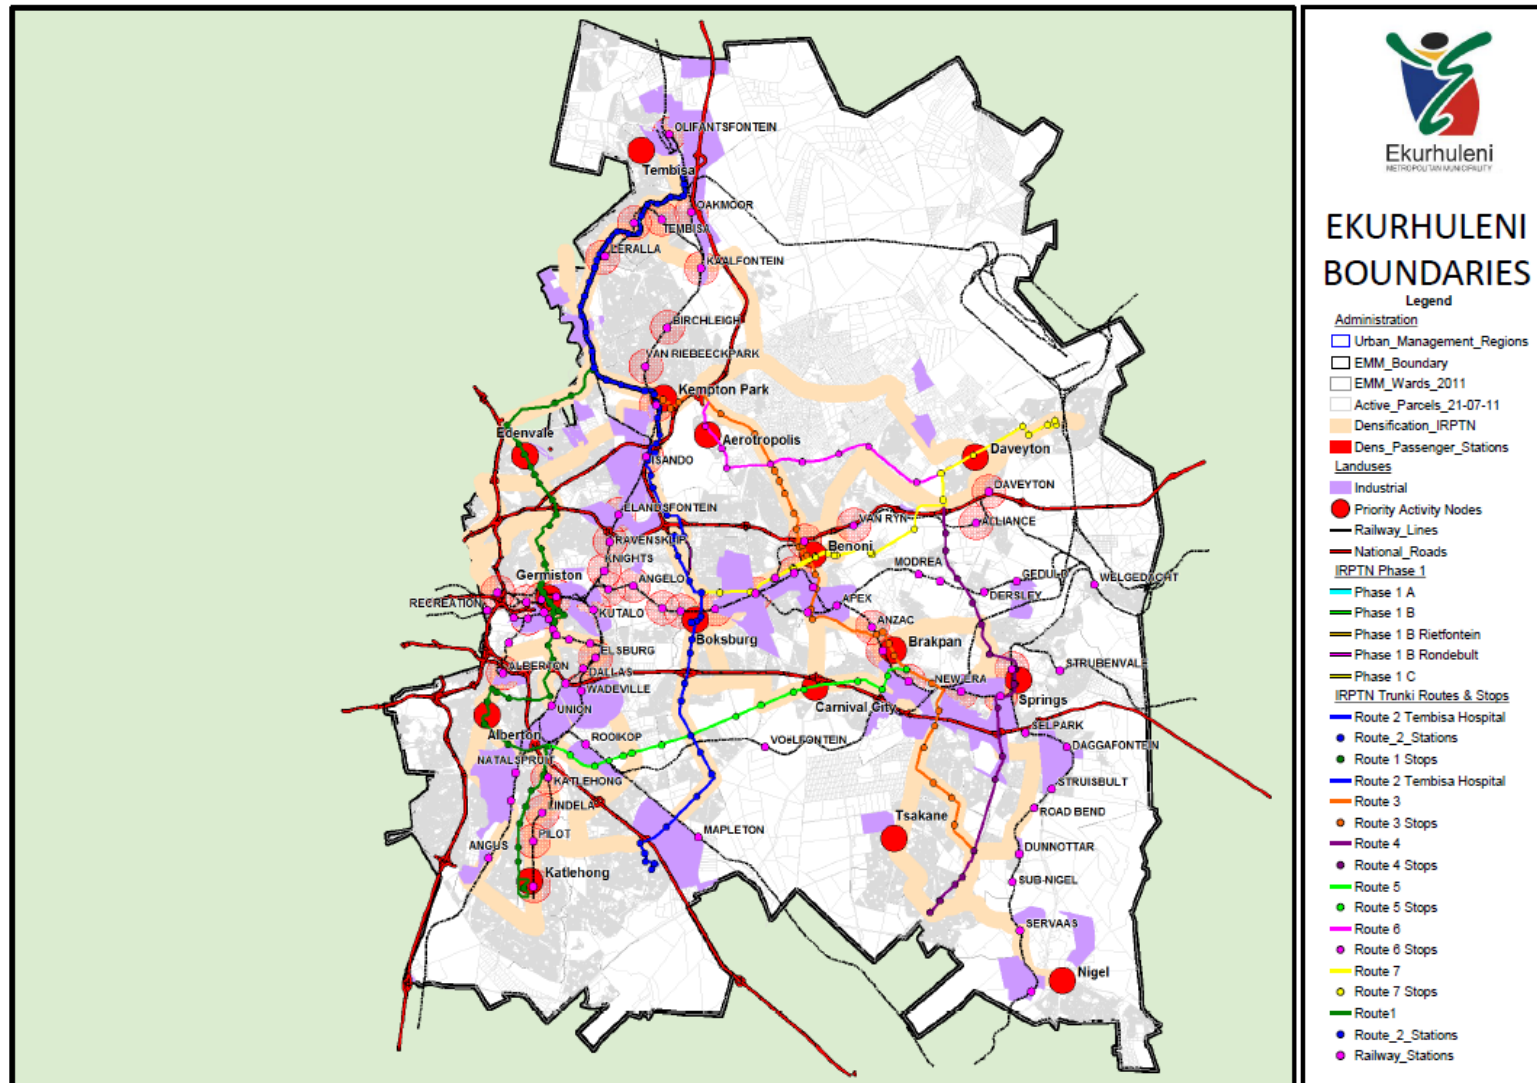 OLIFANTSFONTEIN
Tembisa
OAKMOOR
TEMBISA
LERALLA
KAALFONTEIN
BIRCHLEIGH
VAN RIEBEECKPARK
Kempton Park
Edenvale
Aerotropolis
ISANDO
Daveyton
DAVEYTON
ELANDSFONTEIN
VAN RYN
ALLIANCE
RAVENSKLIP
Benoni
KNIGHTS
MODREA
Germiston
ANGELO
GEDULD
WELGEDACHT
DERSLEY
RECREATION
KUTALO
APEX
ANZAC
Boksburg
Brakpan
ELSBURG
ALBERTON
DALLAS
STRUBENVAL
WADEVILLE
NEW ERA
Springs
Carnival City
UNION
Alberton
ROOIKOP
SELPARK
VOELFONTEIN
DAGGAFONTEIN
NATALSPRUIT
KATLEHONG
STRUISBULT
LINDELA
ROAD BEND
Tsakane
PILOT
MAPLETON
ANGUS
DUNNOTTAR
Katlehong
SUB-NIGEL
SERVAAS
Nigel
Ekurhuleni
METROPOLITAN MUNICIPALITY
EKURHULENI
BOUNDARIES
Legend
Administration
Urban_Management_Regions
EMM_Boundary
EMM_Wards_2011
Active_Parcels_21-07-11
Densification_IRPTN
Dens_Passenger_Stations
Landuses
Industrial
Priority Activity Nodes
Railway_Lines
National_Roads
IRPTN Phase 1
Phase 1 A
Phase 1 B
Phase 1 B Rietfontein
Phase 1 B Rondebult
Phase 1 C
IRPTN Trunki Routes & Stops
Route 2 Tembisa Hospital
Route_2_Stations
Route 1 Stops
Route 2 Tembisa Hospital
Route 3
Route 3 Stops
Route 4
Route 4 Stops
Route 5
Route 5 Stops
Route 6
Route 6 Stops
Route 7
Route 7 Stops
Route1
Route_2_Stations
Railway_Stations